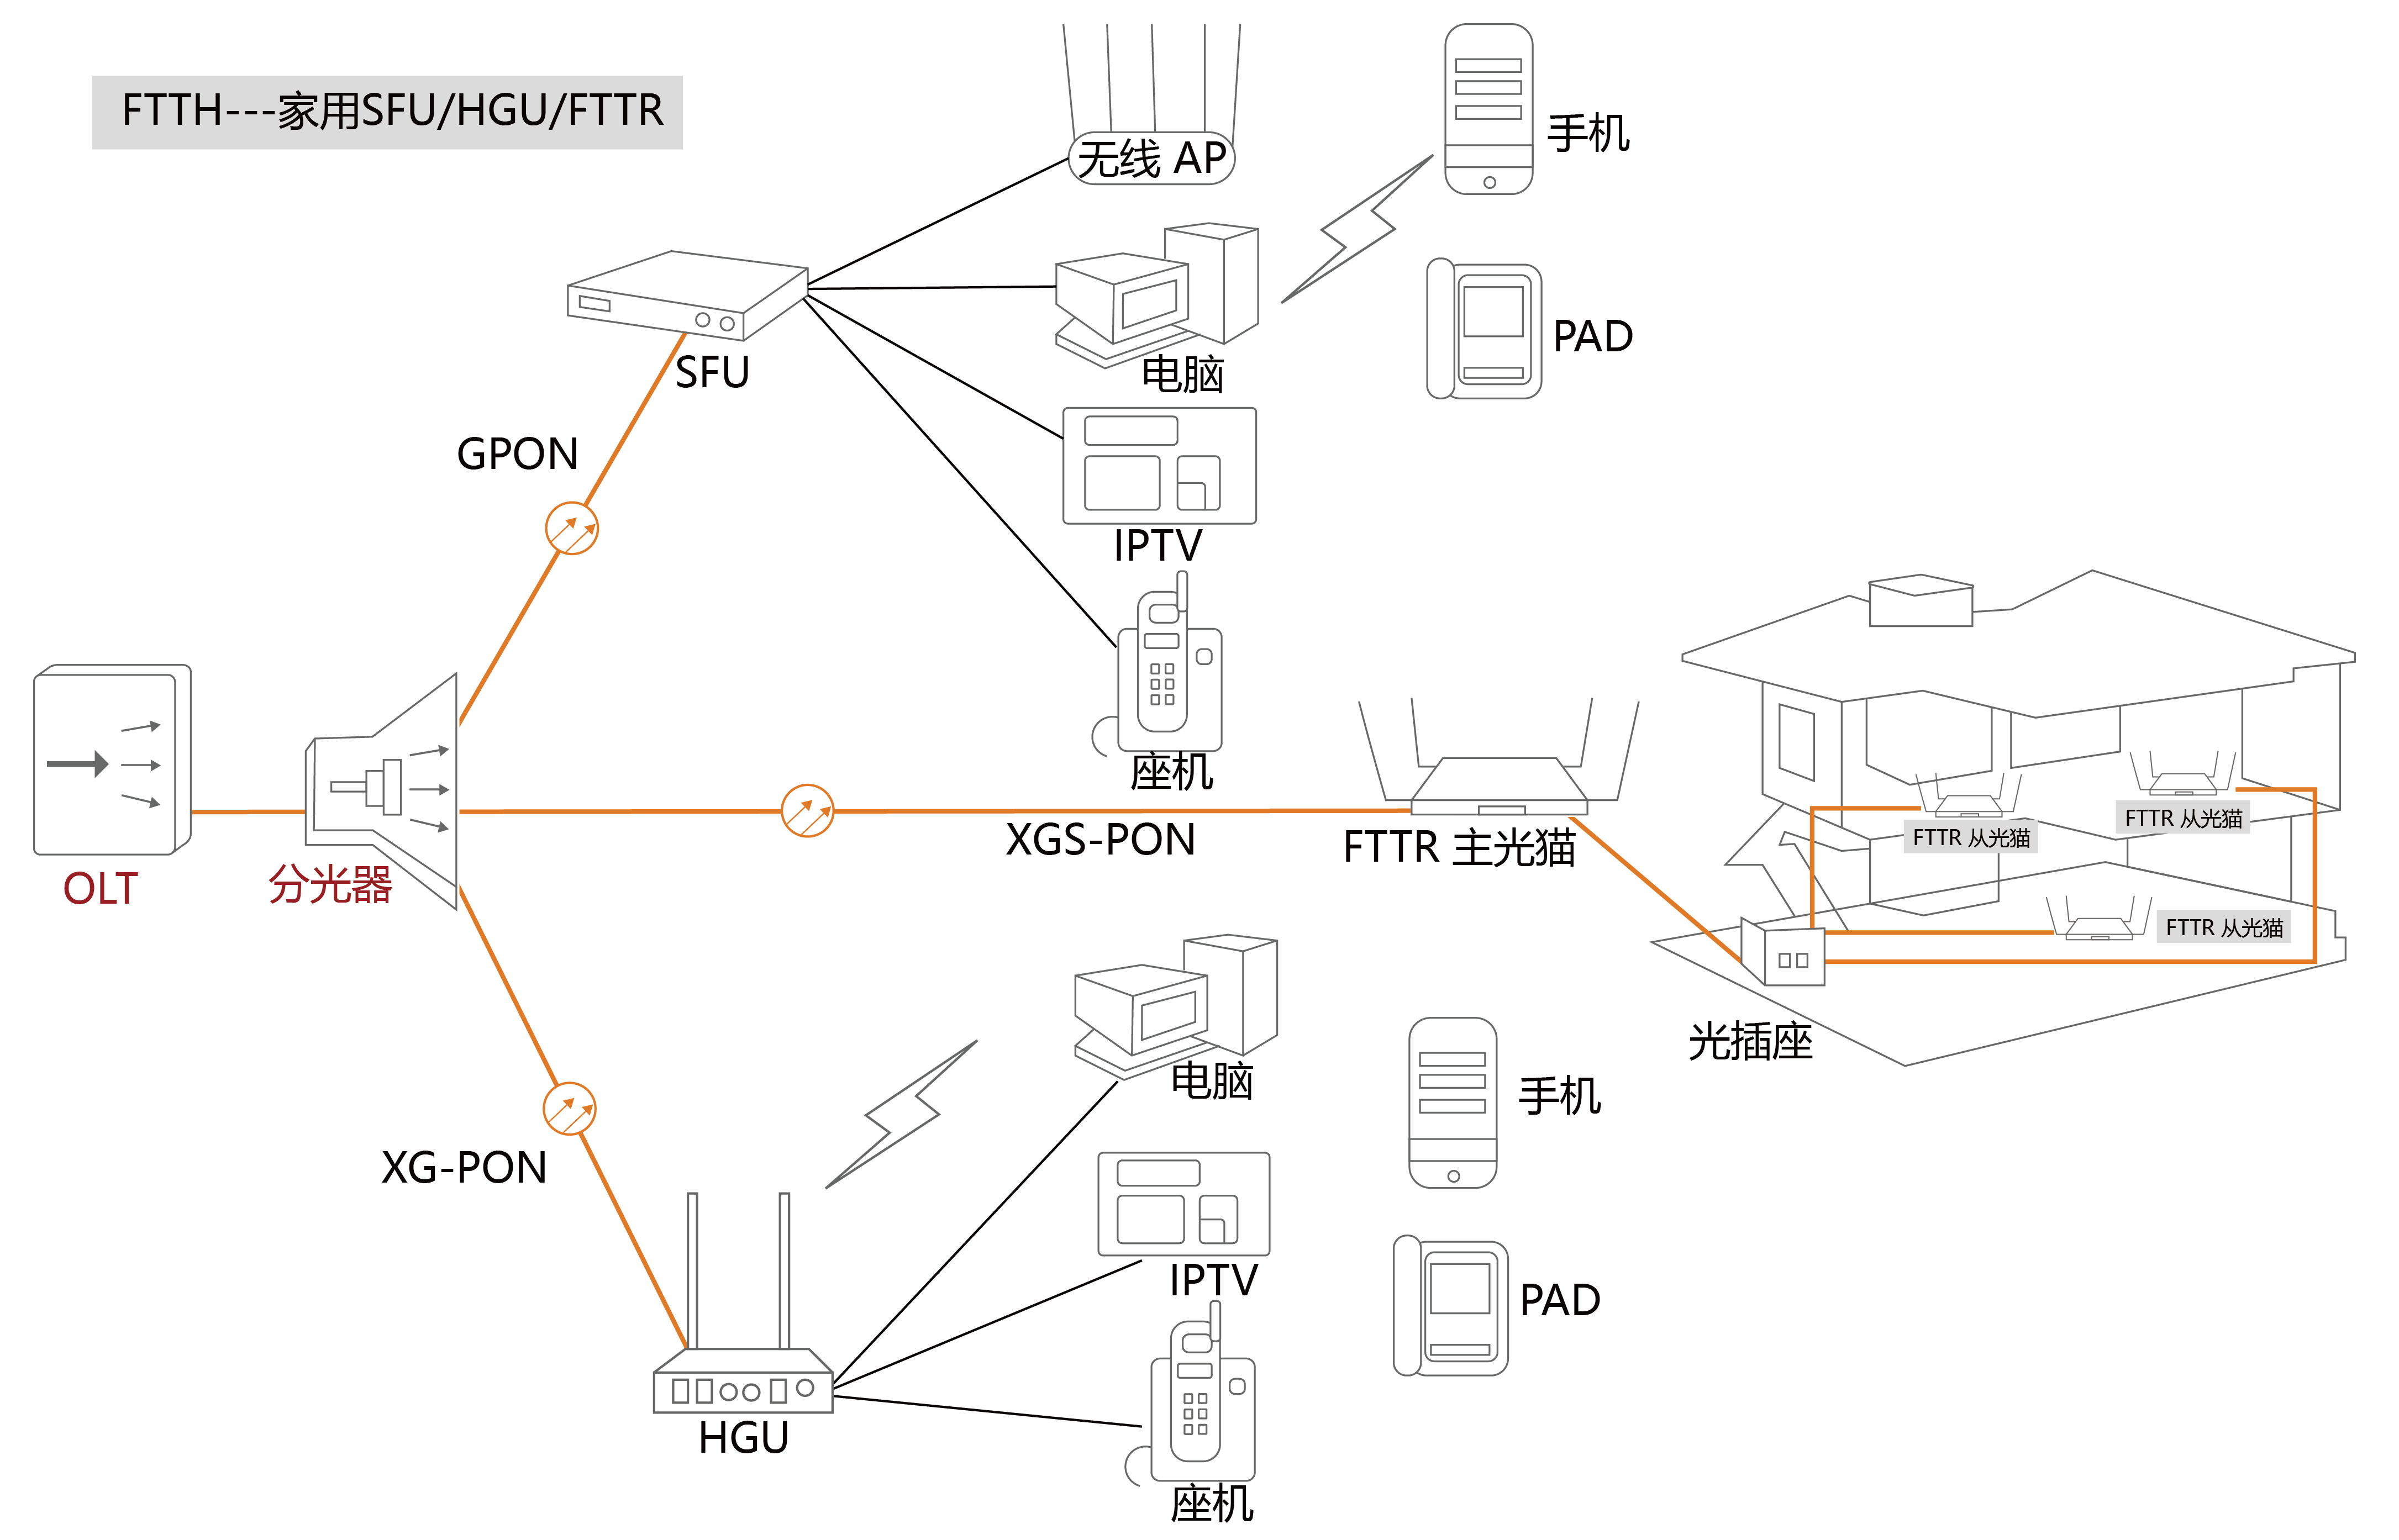 FTTH---家用SFU/HGU/FTTR
无线 AP
手机
SFU
电脑
PAD
GPON
IPTV
座机
OLT
分光器
XGS-PON
FTTR 主光猫
FTTR 从光猫
FTTR 从光猫
FTTR 从光猫
光插座
电脑
手机
XG-PON
IPTV
PAD
HGU
座机